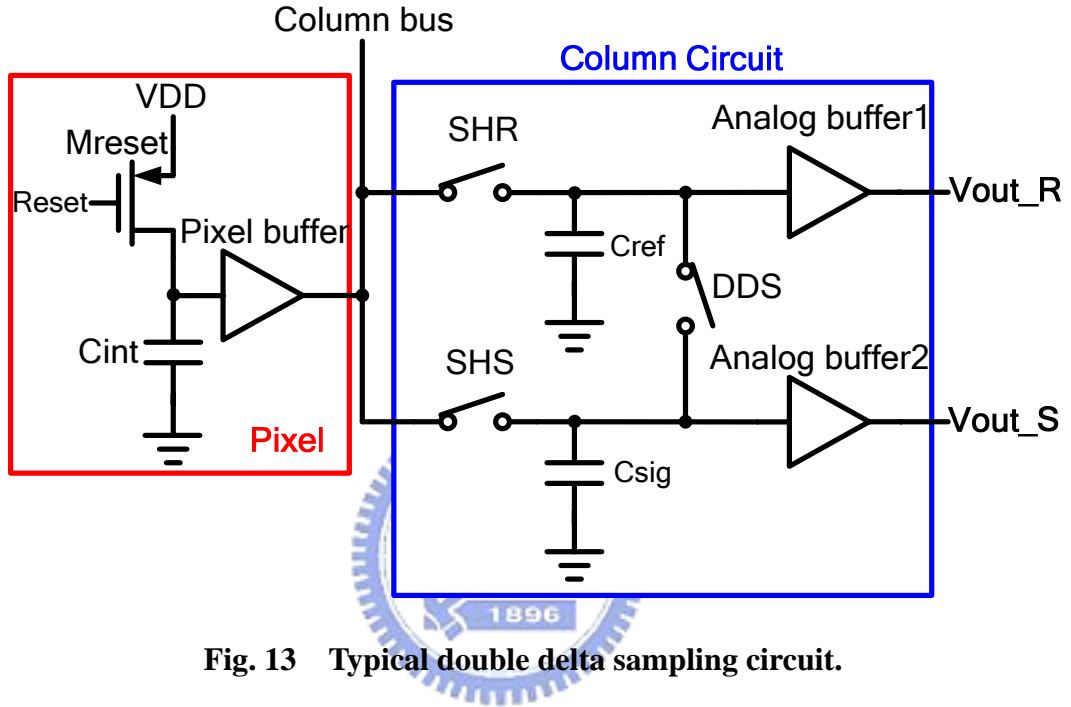 Column bus
Column Circuit
VDD
Mreset
SHR
Analog buffer1
Reset
Vout_R
Pixel buffer
Cref
DDS
Cint
SHS
Analog buffer2
Pixel
Vout_S
Csig
1896
Fig. 13 Typical double delta sampling circuit.